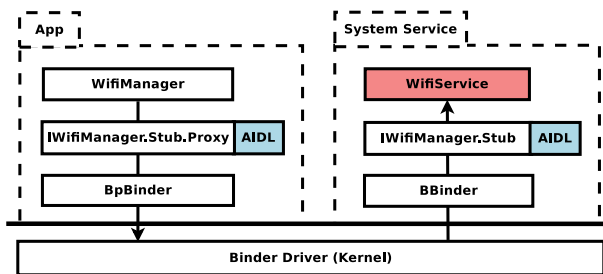 App
System Service
WifiManager
WifiService
IWifiManager.Stub.Proxy AIDL
IWifiManager.Stub AIDL
BpBinder
BBinder
Binder Driver (Kernel)